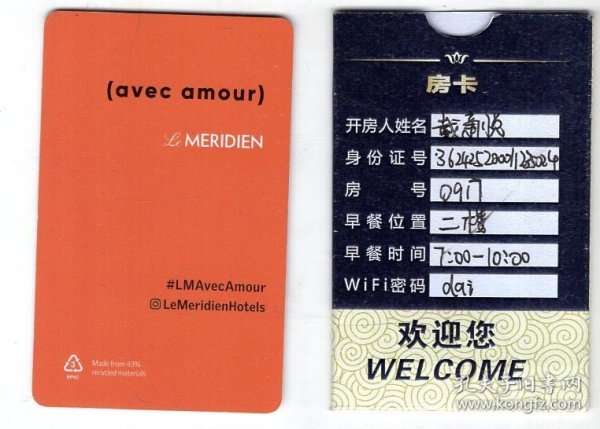 (avec amour)
Le MERIDIEN
#LMAvecAmour
LeMeridienHotels
3
RPVC
Made from 43%
recycled materials
房卡
开房人姓名
身份证号
房 号
早餐位置 二楼
早餐时间 7:00-10:00
WiFi密码 dai
欢迎您
WELCOME
孔夫子旧书网
www.kongfz.com